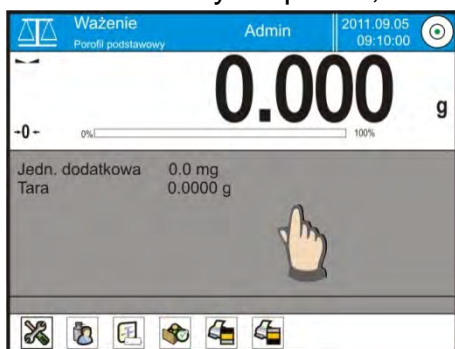 Ważenie
Porofil podstawowy
Admin
2011.09.05
09:10:00
0.000 g
-0-
0% 100%
Jedn. dodatkowa 0.0 mg
Tara 0.0000 g